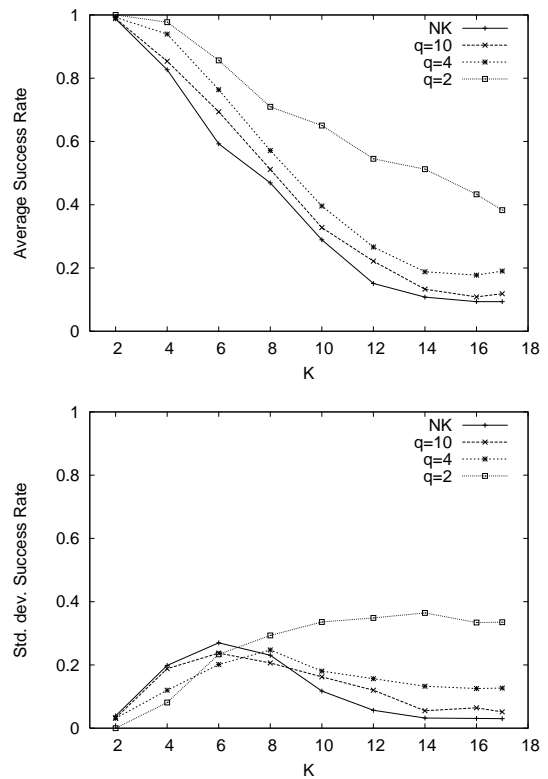 1
0.8
0.6
0.4
0.2
0
2 4 6 8 10 12 14 16 18
K
Average Success Rate
NK
q=10
q=4
q=2
1
0.8
0.6
0.4
0.2
0
2 4 6 8 10 12 14 16 18
K
Std. dev. Success Rate
NK
q=10
q=4
q=2